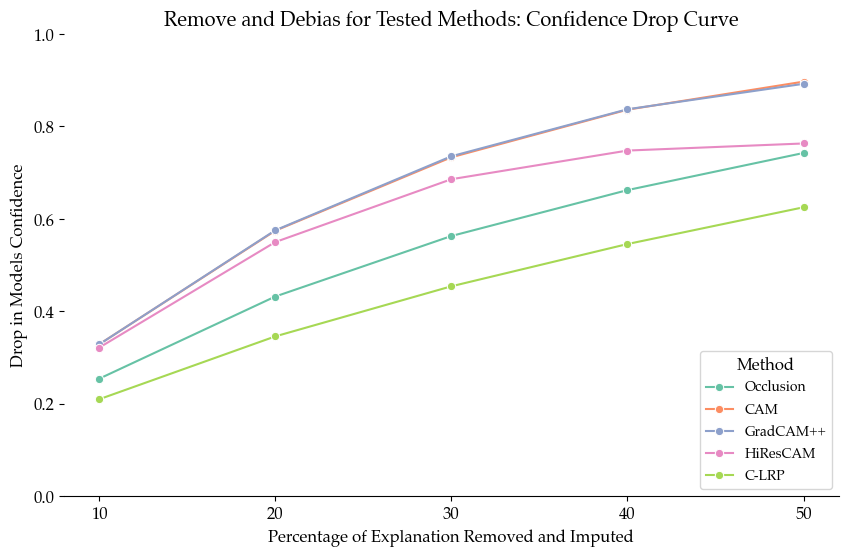 Remove and Debias for Tested Methods: Confidence Drop Curve
1.0
0.8
0.6
0.4
0.2
0.0
Drop in Models Confidence
10
20
30
40
50
Percentage of Explanation Removed and Imputed
Method
Occlusion
CAM
GradCAM++
HiResCAM
C-LRP